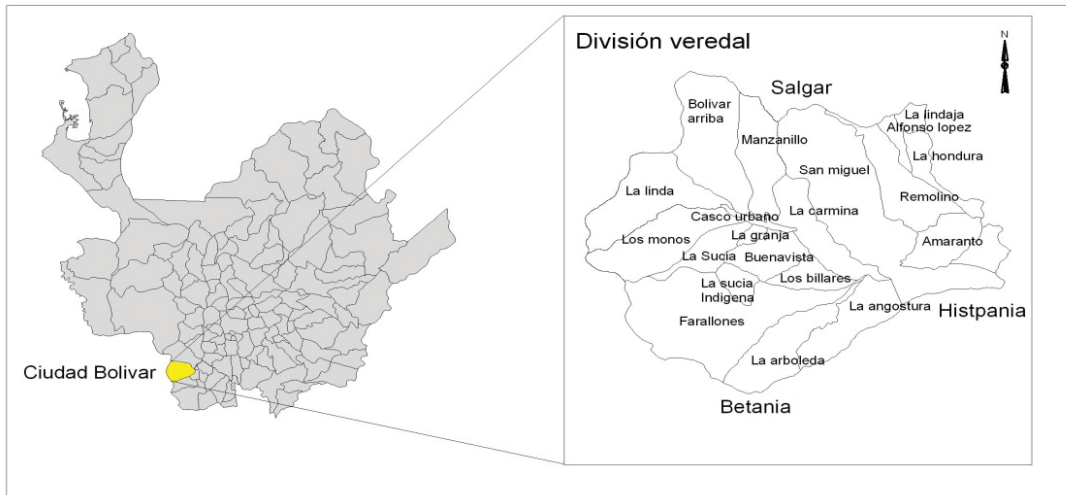 División veredal
N
Salgar
Bolivar
arriba
Manzanillo
La lindaja
Alfonso lopez
La hondura
San miguel
La linda
Remolino
Casco urbano
La carmina
Los monos
La granja
Amaranto
La Sucia
Buenavista
La sucia
Indigena
Los billares
La angostura
Histpania
Farallones
La arboleda
Betania
Ciudad Bolivar